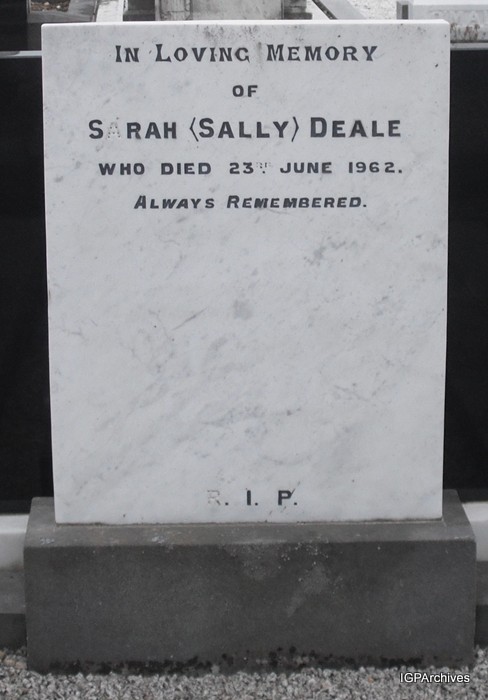 In Loving Memory
OF
Sarah (Sally) Deale
WHO DIED 23RD JUNE 1962.
Always Remembered.
R. I. P.
IGPArchives